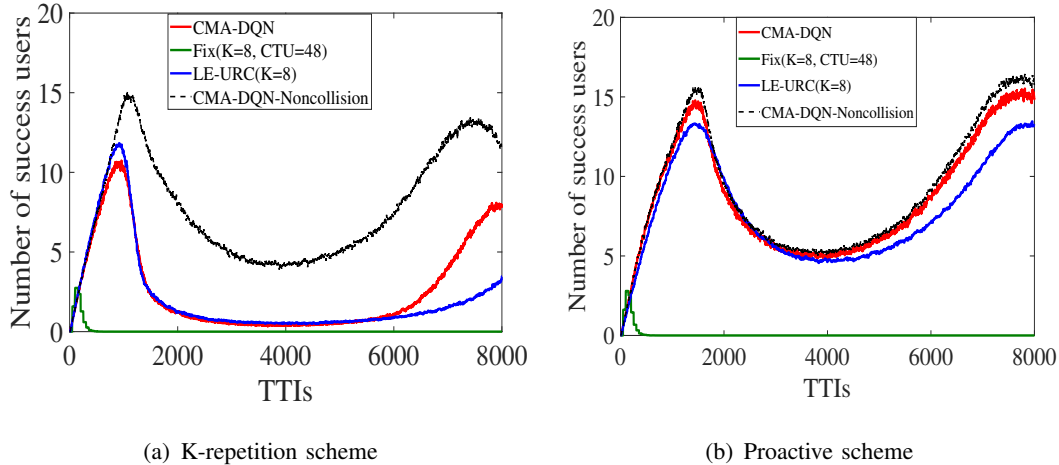 Number of success users
20
15
10
5
0
0
2000
4000
6000
8000
TTIs
CMA-DQN
Fix(K=8, CTU=48)
LE-URC(K=8)
CMA-DQN-Noncollision
(a) K-repetition scheme
Number of success users
20
15
10
5
0
0
2000
4000
6000
8000
TTIs
CMA-DQN
Fix(K=8, CTU=48)
LE-URC(K=8)
CMA-DQN-Noncollision
(b) Proactive scheme